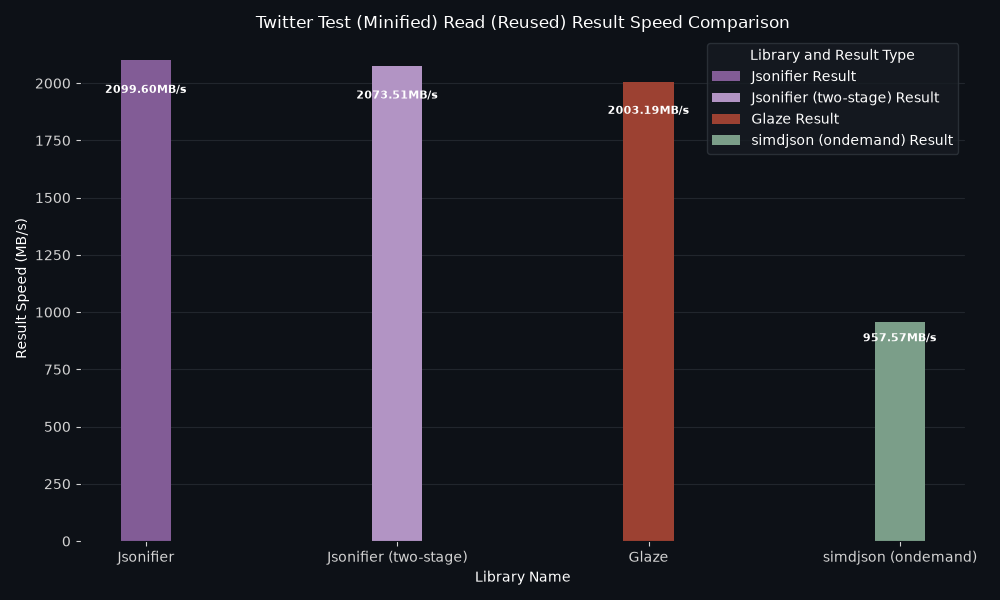 Twitter Test (Minified) Read (Reused) Result Speed Comparison
Library and Result Type
Jsonifier Result
Jsonifier (two-stage) Result
Glaze Result
simdjson (ondemand) Result
2099.60MB/s
2073.51MB/s
2003.19MB/s
957.57MB/s
Result Speed (MB/s)
2000
1750
1500
1250
1000
750
500
250
0
Jsonifier
Jsonifier (two-stage)
Glaze
simdjson (ondemand)
Library Name